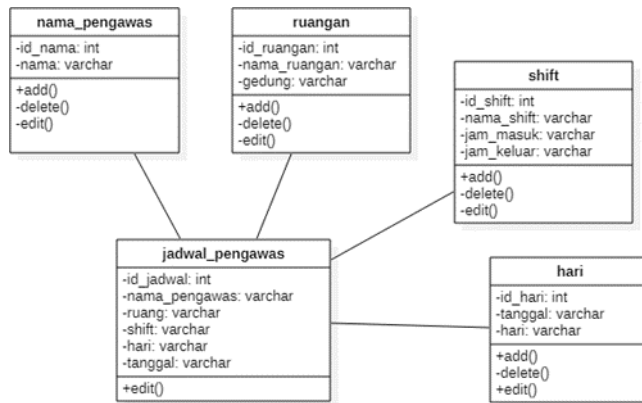 nama_pengawas
-id_nama: int
-nama: varchar
+add()
-delete()
-edit()
ruangan
-id_ruangan: int
-nama_ruangan: varchar
-gedung: varchar
+add()
-delete()
-edit()
shift
-id_shift: int
-nama_shift: varchar
-jam_masuk: varchar
-jam_keluar: varchar
+add()
-delete()
-edit()
jadwal_pengawas
-id_jadwal: int
-nama_pengawas: varchar
-ruang: varchar
-shift: varchar
-hari: varchar
-tanggal: varchar
+edit()
hari
-id_hari: int
-tanggal: varchar
-hari: varchar
+add()
-delete()
+edit()